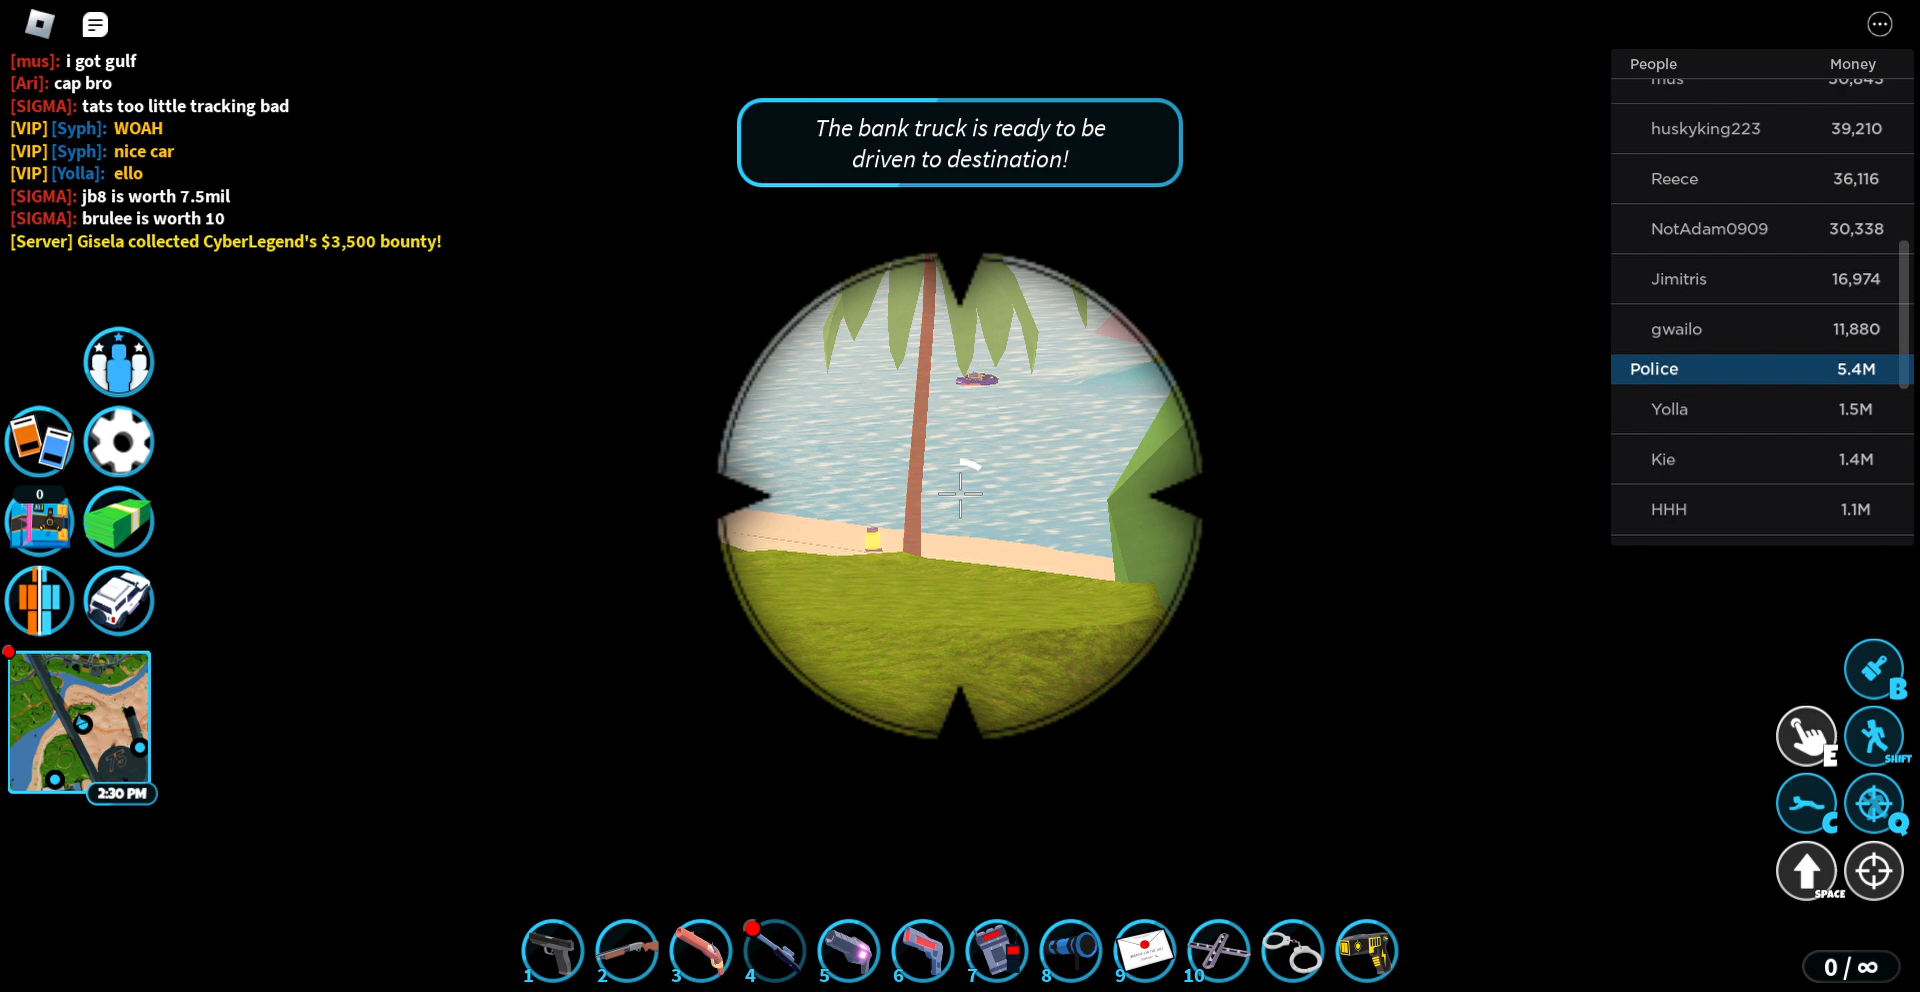 [mus]: i got gulf
[Ari]: cap bro
[SIGMA]: tats too little tracking bad
[VIP] [Syph]: WOAH
[VIP] [Syph]: nice car
[VIP] [Yolla]: ello
[SIGMA]: jb8 is worth 7.5mil
[SIGMA]: brulee is worth 10
[Server] Gisela collected CyberLegend's $3,500 bounty!
The bank truck is ready to be
driven to destination!
People Money
mus 30,843
huskyking223 39,210
Reece 36,116
NotAdam0909 30,338
Jimitris 16,974
gwailo 11,880
Police 5.4M
Yolla 1.5M
Kie 1.4M
HHH 1.1M
0
2:30 PM
B
E
SHIFT
C
Q
SPACE
1
2
3
4
5
6
7
8
9
10
0 / ∞